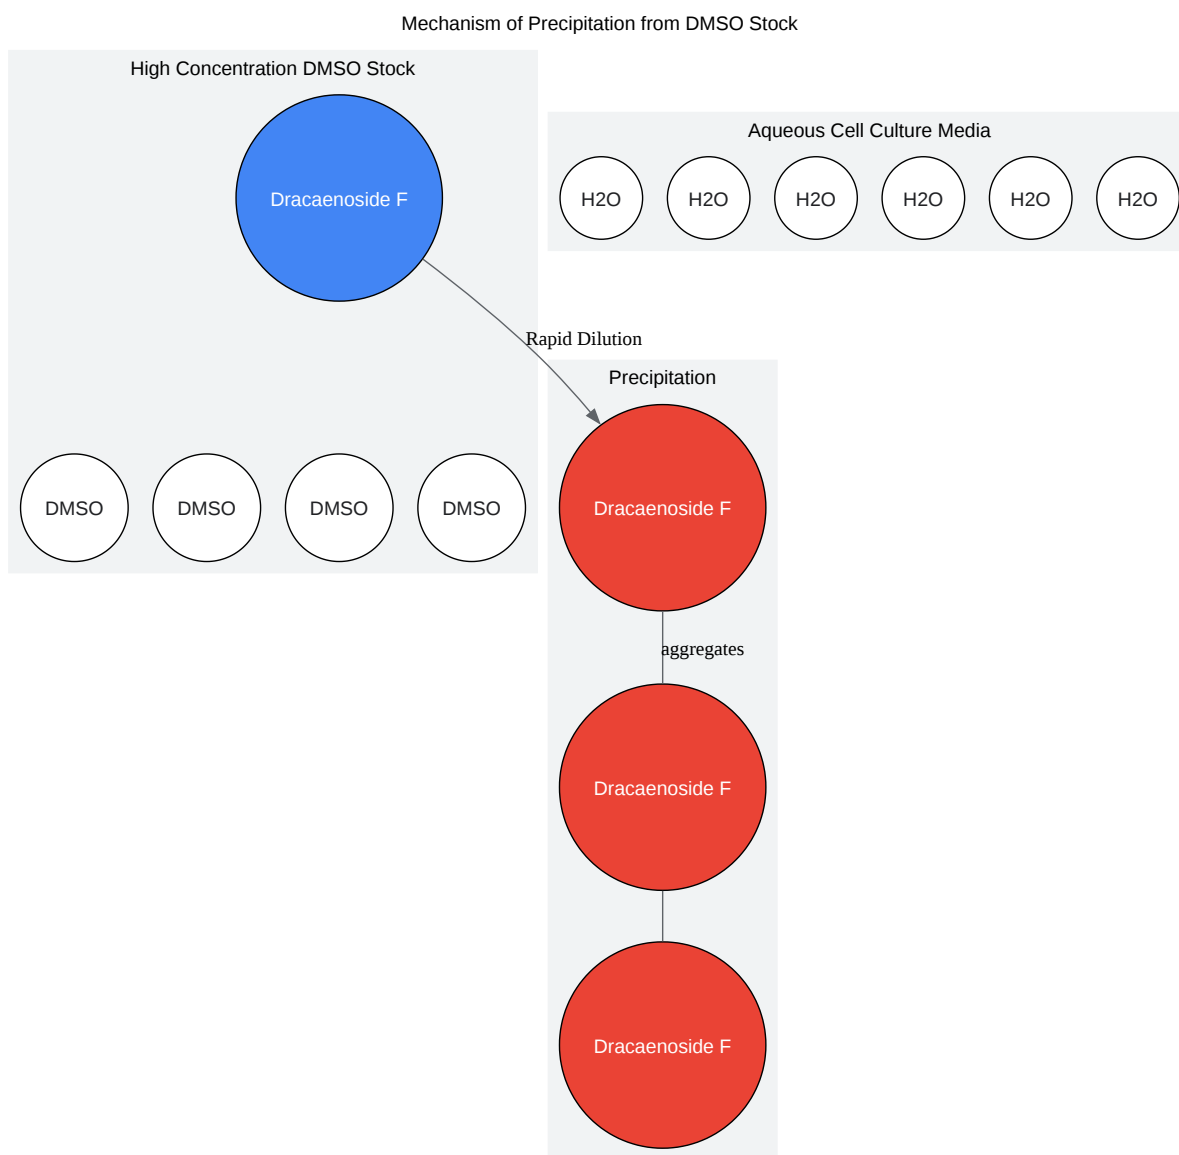 Mechanism of Precipitation from DMSO Stock
High Concentration DMSO Stock
Dracaenoside F
DMSO
DMSO
DMSO
DMSO
Aqueous Cell Culture Media
H2O
H2O
H2O
H2O
H2O
H2O
Rapid Dilution
Precipitation
Dracaenoside F
aggregates
Dracaenoside F
Dracaenoside F